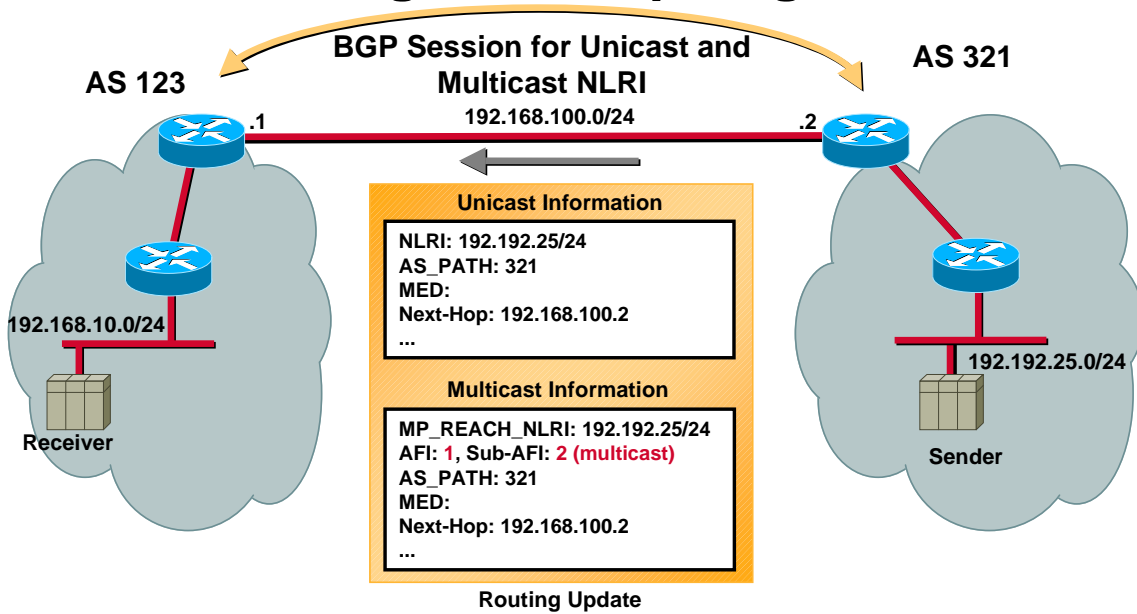 BGP Session for Unicast and
Multicast NLRI
AS 123
AS 321
192.168.100.0/24
.1
.2
Unicast Information
NLRI: 192.192.25/24
AS_PATH: 321
MED:
Next-Hop: 192.168.100.2
...
192.168.10.0/24
192.192.25.0/24
Receiver
Sender
Multicast Information
MP_REACH_NLRI: 192.192.25/24
AFI: 1, Sub-AFI: 2 (multicast)
AS_PATH: 321
MED:
Next-Hop: 192.168.100.2
...
Routing Update